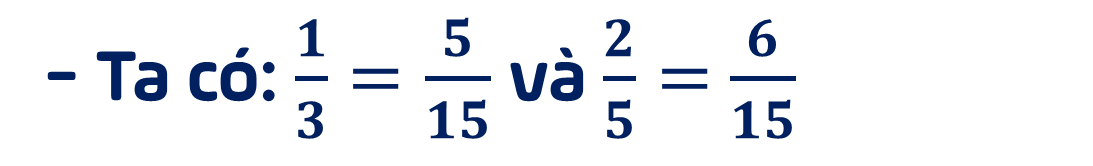 - Ta có: 1/3 = 5/15 và 2/5 = 6/15